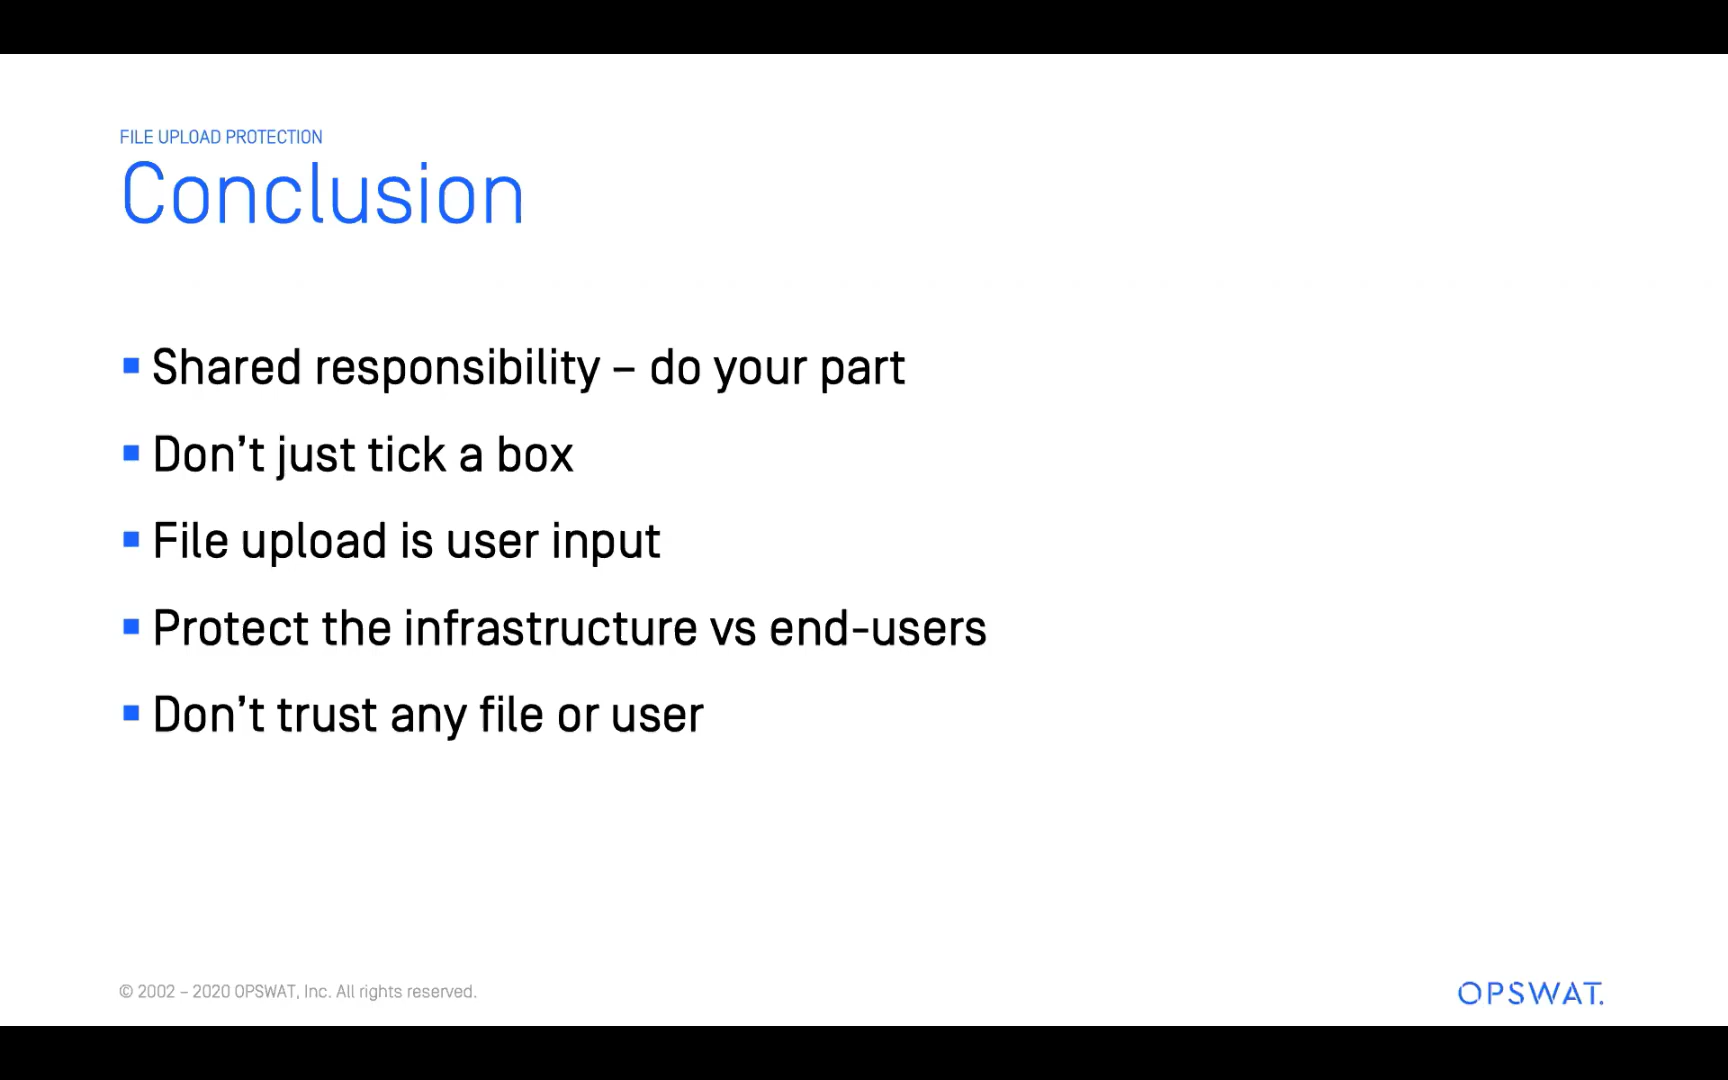 FILE UPLOAD PROTECTION
Conclusion
▪ Shared responsibility – do your part
▪ Don’t just tick a box
▪ File upload is user input
▪ Protect the infrastructure vs end-users
▪ Don’t trust any file or user
© 2002 – 2020 OPSWAT, Inc. All rights reserved.
OPSWAT.